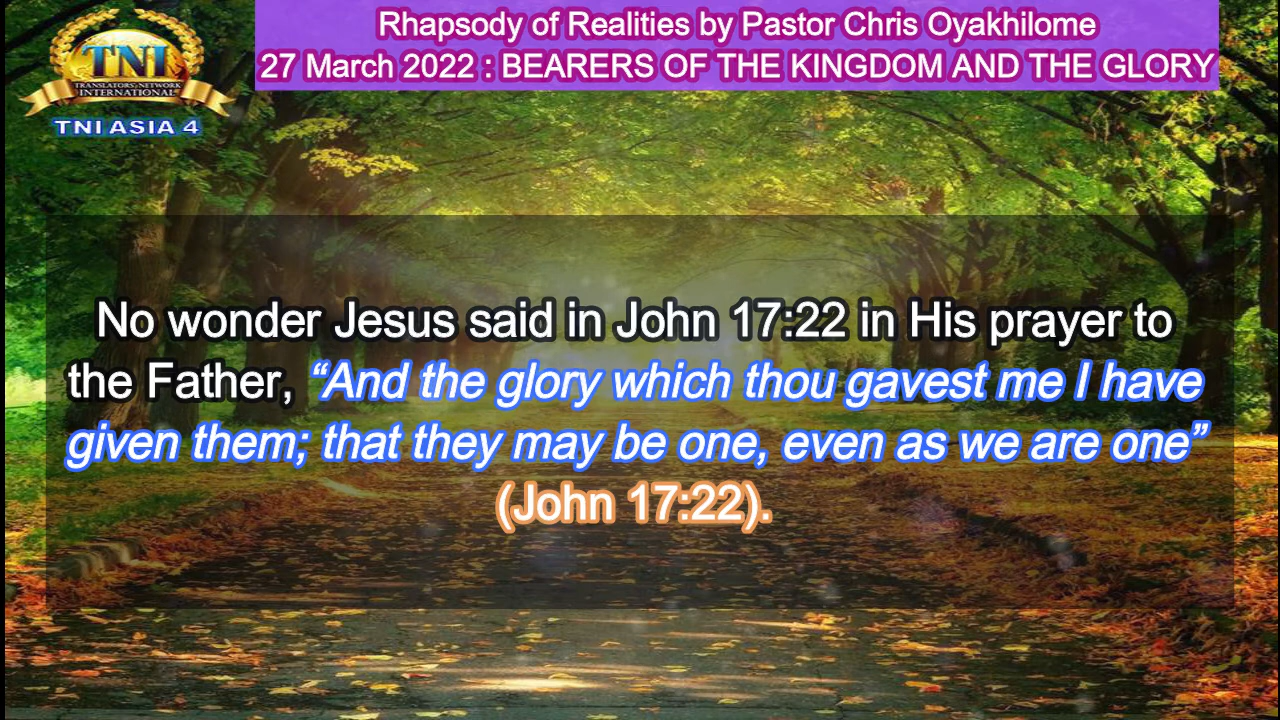 Rhapsody of Realities by Pastor Chris Oyakhilome
27 March 2022 : BEARERS OF THE KINGDOM AND THE GLORY
TNI
TRANSLATORS NETWORK
INTERNATIONAL
TNI ASIA 4
No wonder Jesus said in John 17:22 in His prayer to
the Father, “And the glory which thou gavest me I have
given them; that they may be one, even as we are one”
(John 17:22).